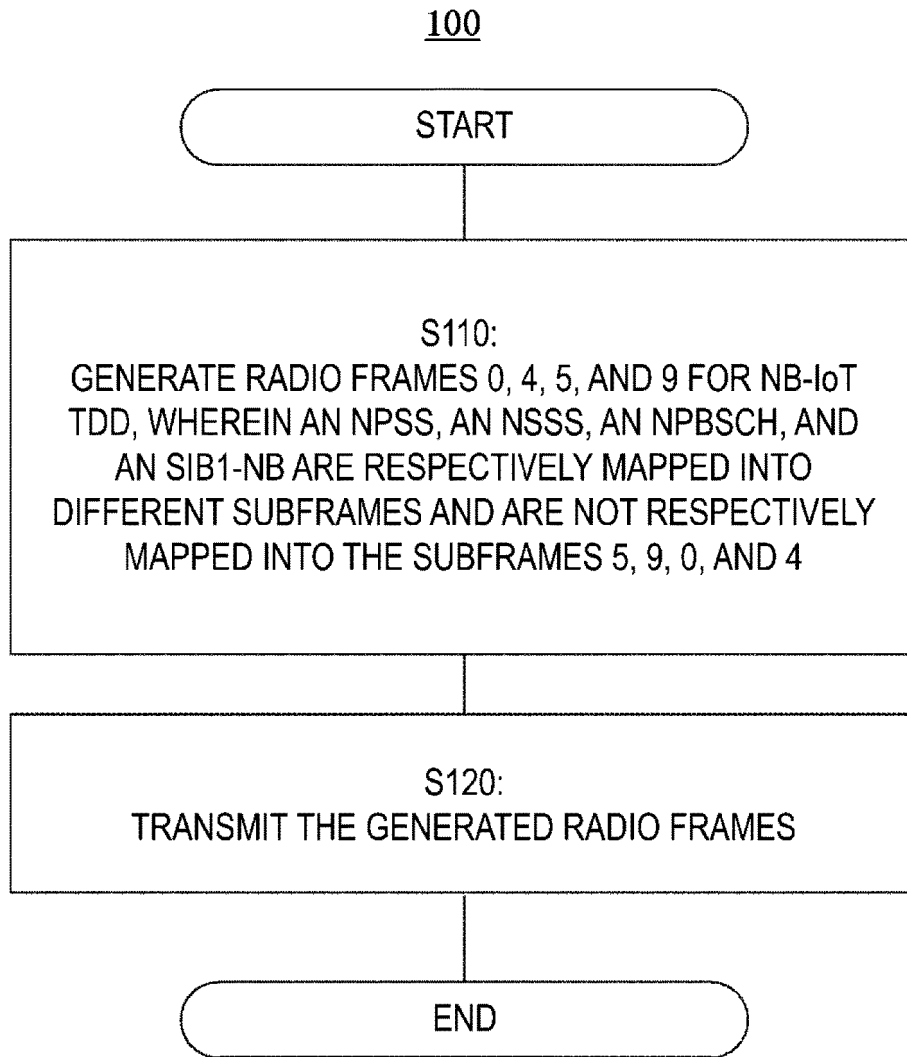 100
START
S110:
GENERATE RADIO FRAMES 0, 4, 5, AND 9 FOR NB-IoT
TDD, WHEREIN AN NPSS, AN NSSS, AN NPBSCH, AND
AN SIB1-NB ARE RESPECTIVELY MAPPED INTO
DIFFERENT SUBFRAMES AND ARE NOT RESPECTIVELY
MAPPED INTO THE SUBFRAMES 5, 9, 0, AND 4
S120:
TRANSMIT THE GENERATED RADIO FRAMES
END